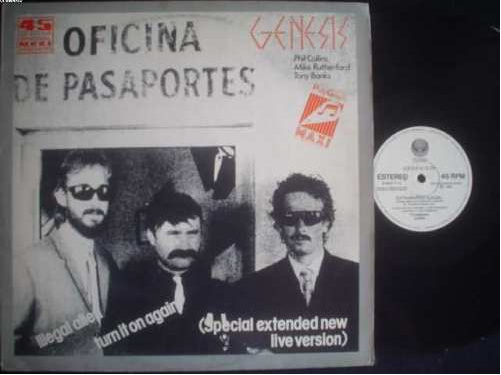 45
MAXI
OFICINA
DE PASAPORTES
GENESIS
Phil Collins,
Mike Rutherford
Tony Banks
PolyGram
MAXI
Illegal alien
turn it on again
(Special extended new
live version)
ESTEREO
45 RPM